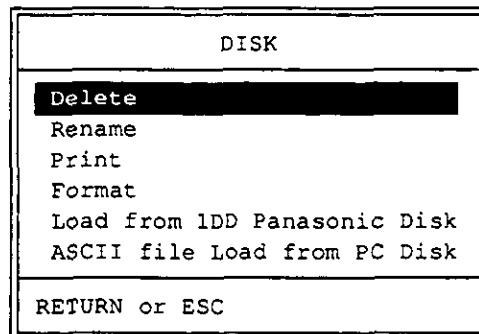 DISK
Delete
Rename
Print
Format
Load from 1DD Panasonic Disk
ASCII file Load from PC Disk
RETURN or ESC